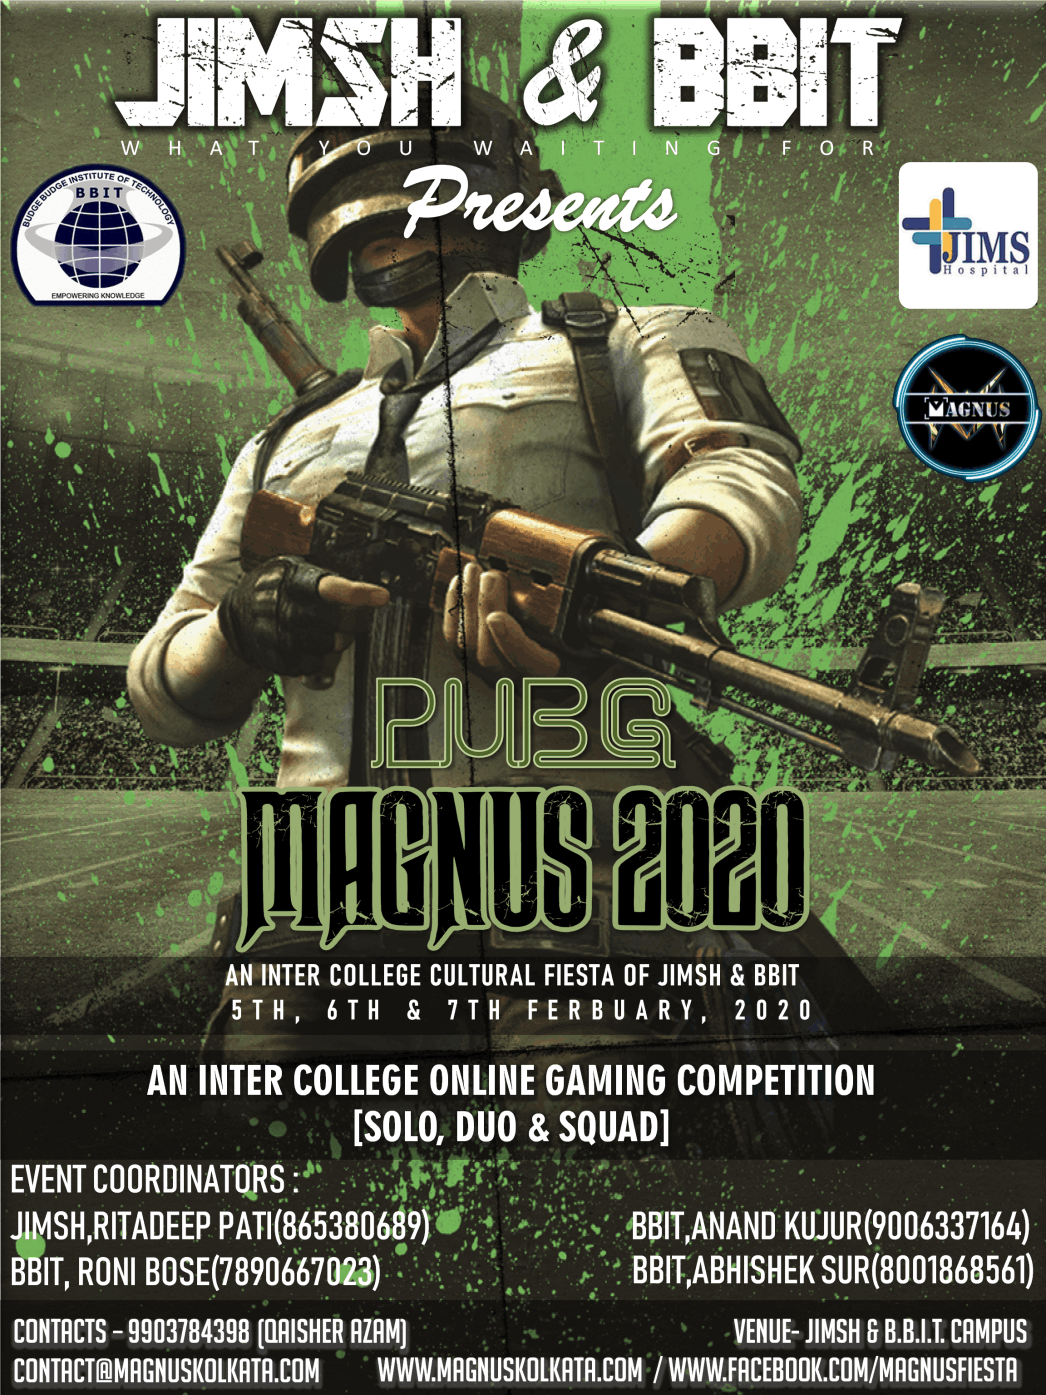 JIMSH & BBIT
WHAT YOU WAITING FOR
Presents
BUDGE BUDGE INSTITUTE OF TECHNOLOGY
BBIT
EMPOWERING KNOWLEDGE
JIMS
Hospital
MAGNUS
PUBG
MAGNUS 2020
AN INTER COLLEGE CULTURAL FIESTA OF JIMSH & BBIT
5TH, 6TH & 7TH FERBUARY, 2020
AN INTER COLLEGE ONLINE GAMING COMPETITION
[SOLO, DUO & SQUAD]
EVENT COORDINATORS :
JIMSH,RITADEEP PATI(865380689)
BBIT,ANAND KUJUR(9006337164)
BBIT, RONI BOSE(7890667023)
BBIT,ABHISHEK SUR(8001868561)
CONTACTS - 9903784398 (QAISHER AZAM)
VENUE- JIMSH & B.B.I.T. CAMPUS
CONTACT@MAGNUSKOLKATA.COM
WWW.MAGNUSKOLKATA.COM / WWW.FACEBOOK.COM/MAGNUSFIESTA